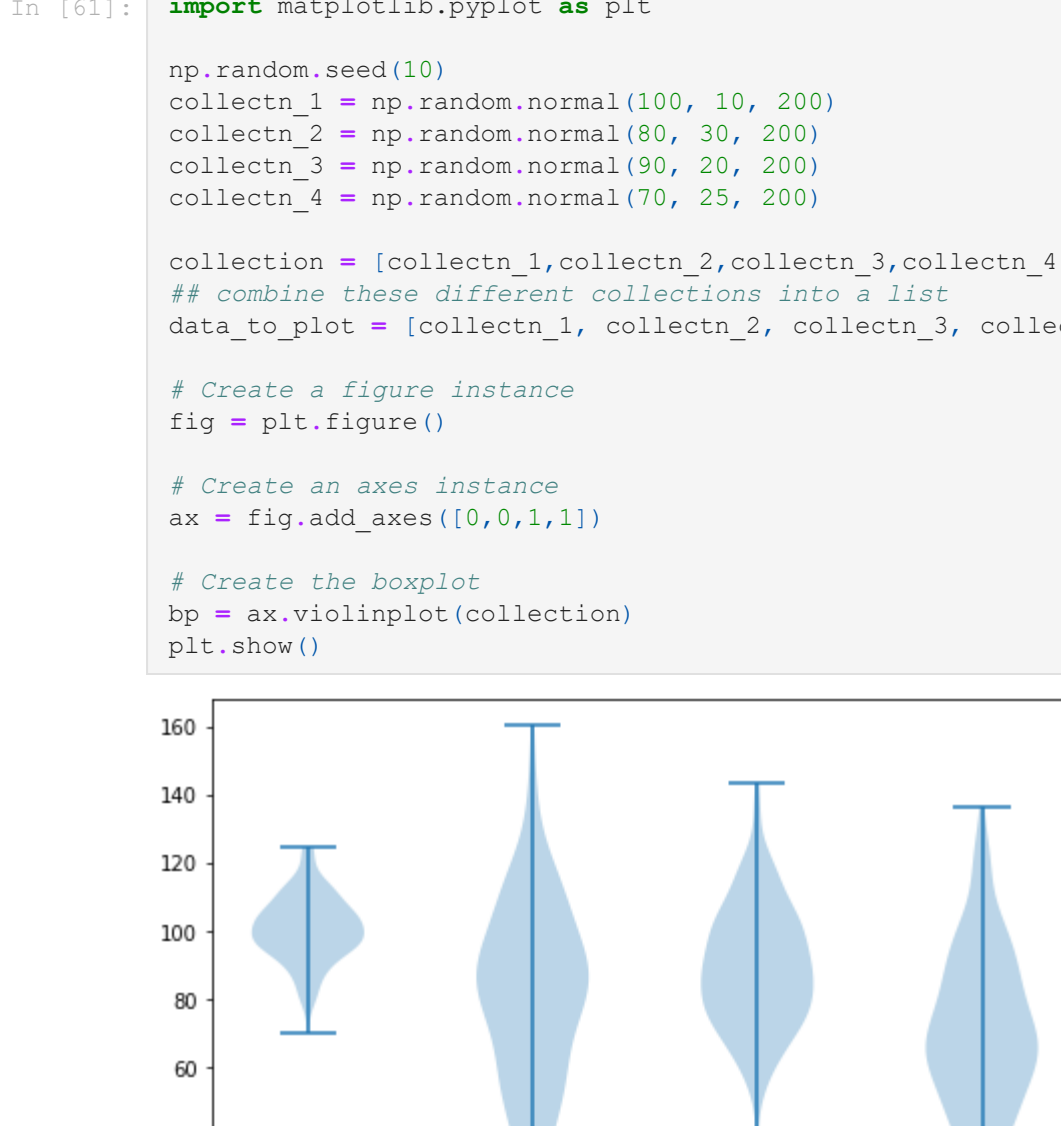 In [61]: import matplotlib.pyplot as plt
np.random.seed(10)
collectn_1 = np.random.normal(100, 10, 200)
collectn_2 = np.random.normal(80, 30, 200)
collectn_3 = np.random.normal(90, 20, 200)
collectn_4 = np.random.normal(70, 25, 200)
collection = [collectn_1,collectn_2,collectn_3,collectn_4
## combine these different collections into a list
data_to_plot = [collectn_1, collectn_2, collectn_3, colle
# Create a figure instance
fig = plt.figure()
# Create an axes instance
ax = fig.add_axes([0,0,1,1])
# Create the boxplot
bp = ax.violinplot(collection)
plt.show()
160
140
120
100
80
60